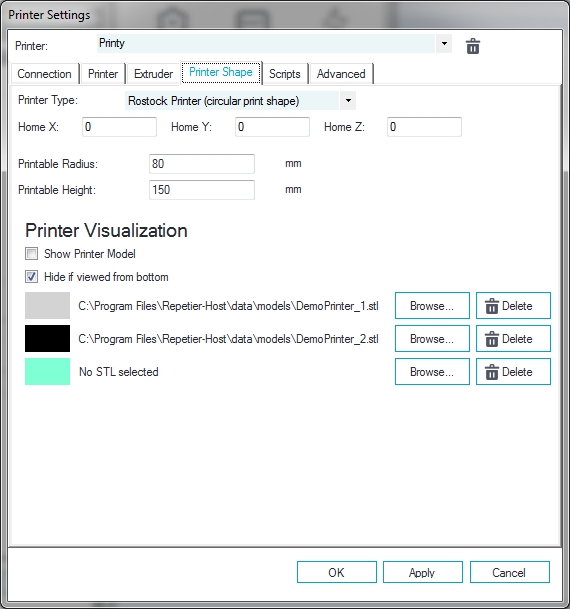 Printer Settings
Printer: Printy
Connection Printer Extruder Printer Shape Scripts Advanced
Printer Type: Rostock Printer (circular print shape)
Home X: 0 Home Y: 0 Home Z: 0
Printable Radius: 80 mm
Printable Height: 150 mm
Printer Visualization
Show Printer Model
Hide if viewed from bottom
C:\Program Files\Repetier-Host\data\models\DemoPrinter_1.stl Browse... Delete
C:\Program Files\Repetier-Host\data\models\DemoPrinter_2.stl Browse... Delete
No STL selected Browse... Delete
OK Apply Cancel